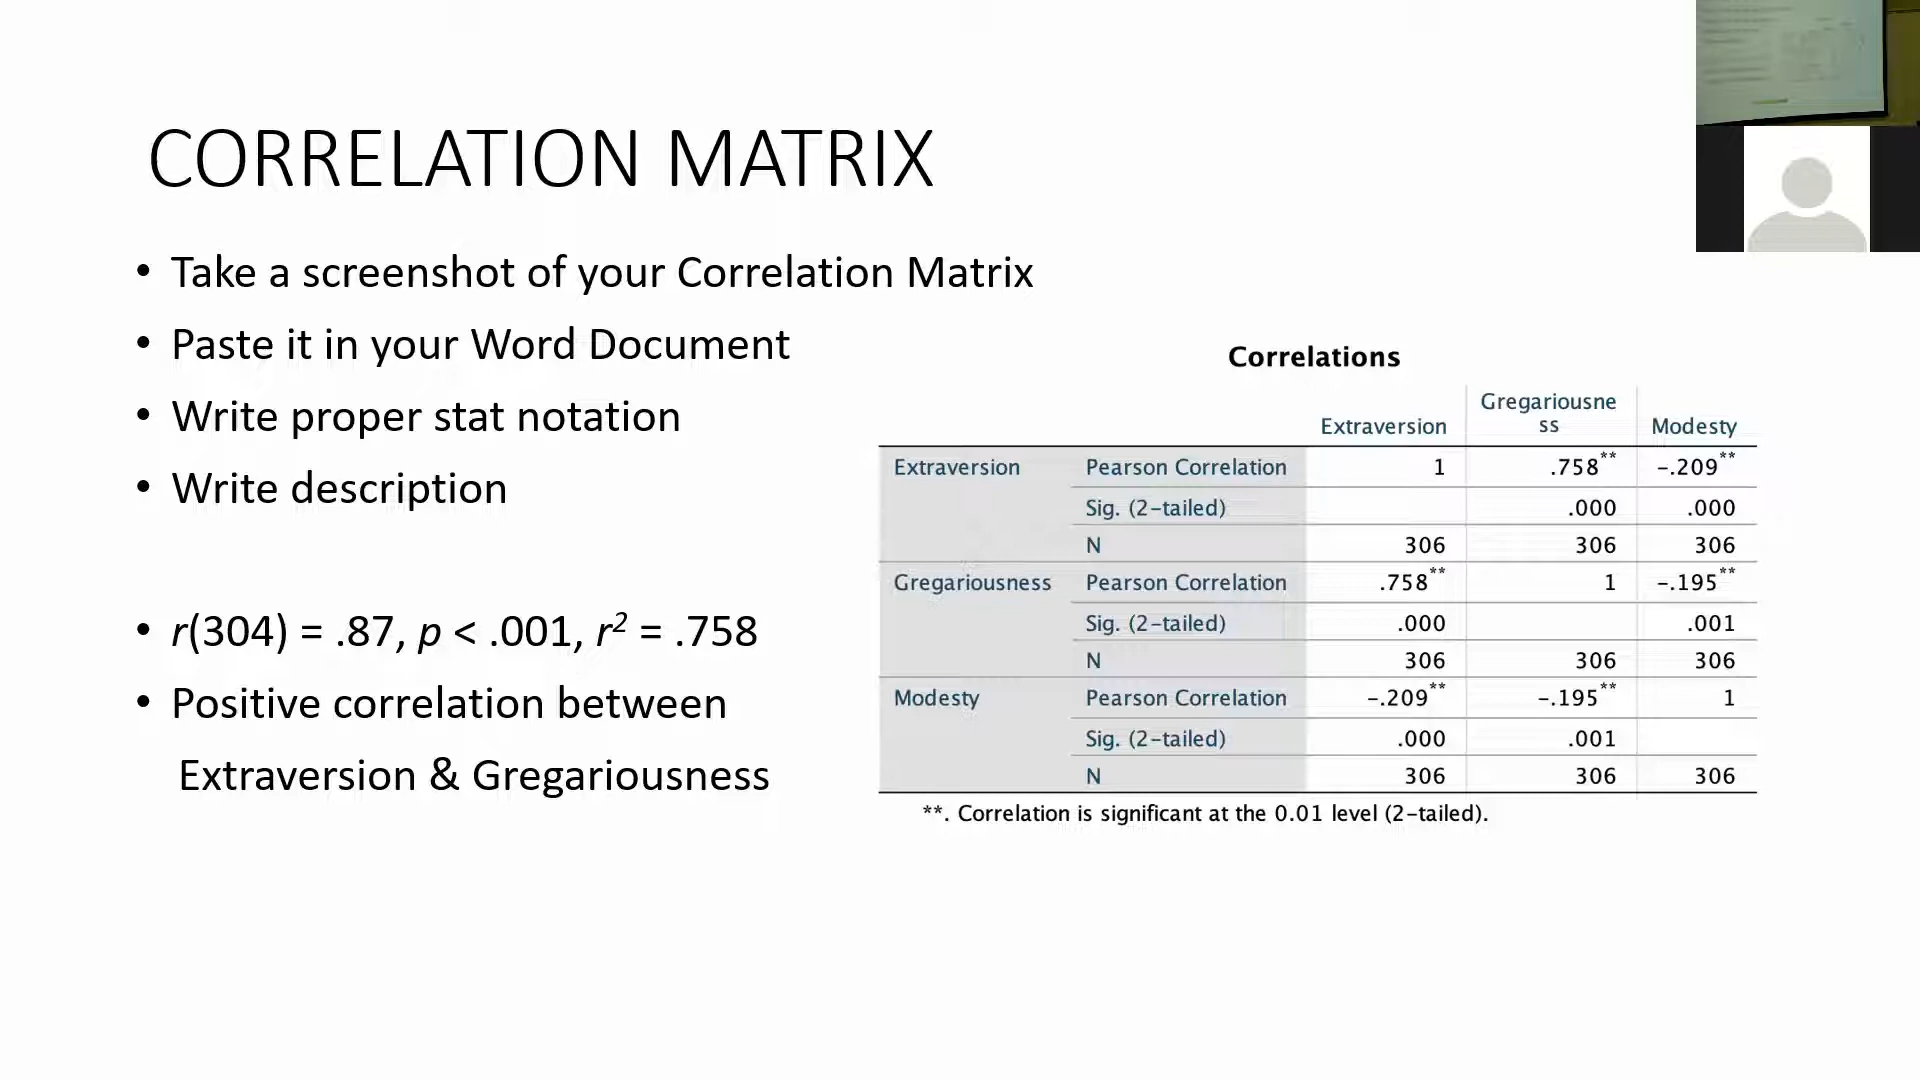 CORRELATION MATRIX
• Take a screenshot of your Correlation Matrix
• Paste it in your Word Document
• Write proper stat notation
• Write description
• r(304) = .87, p < .001, r² = .758
• Positive correlation between
Extraversion & Gregariousness
Correlations
Extraversion Gregariousne
ss Modesty
Extraversion Pearson Correlation 1 .758** -.209**
Sig. (2-tailed) .000 .000
N 306 306 306
Gregariousness Pearson Correlation .758** 1 -.195**
Sig. (2-tailed) .000 .001
N 306 306 306
Modesty Pearson Correlation -.209** -.195** 1
Sig. (2-tailed) .000 .001
N 306 306 306
**. Correlation is significant at the 0.01 level (2-tailed).